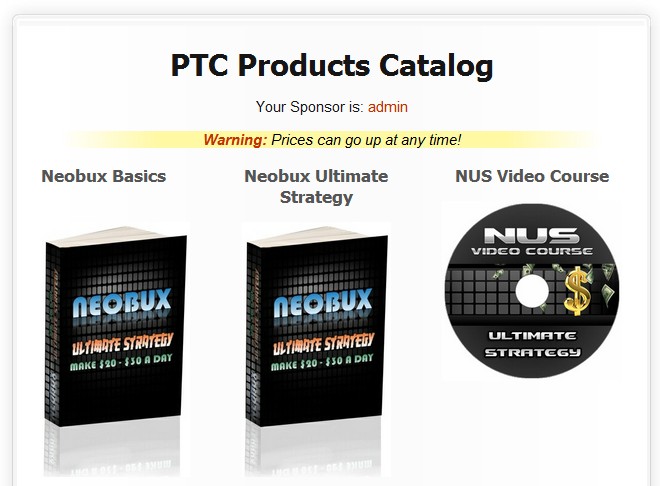 PTC Products Catalog
Your Sponsor is: admin
Warning: Prices can go up at any time!
Neobux Basics
Neobux Ultimate
Strategy
NUS Video Course
NEOBUX
ULTIMATE STRATEGY
MAKE $20 - $30 A DAY
NEOBUX
ULTIMATE STRATEGY
MAKE $20 - $30 A DAY
NUS
VIDEO COURSE
$
ULTIMATE
STRATEGY